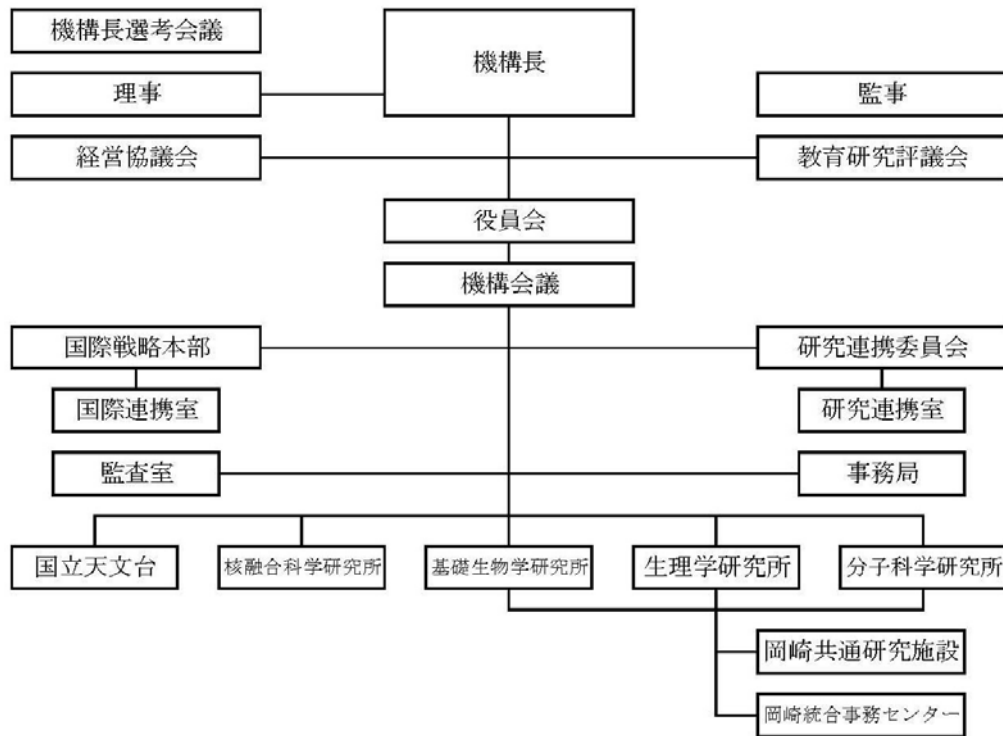 機構長選考会議
機構長
理事
監事
経営協議会
教育研究評議会
役員会
機構会議
国際戦略本部
研究連携委員会
国際連携室
研究連携室
監査室
事務局
国立天文台
核融合科学研究所
基礎生物学研究所
生理学研究所
分子科学研究所
岡崎共通研究施設
岡崎統合事務センター